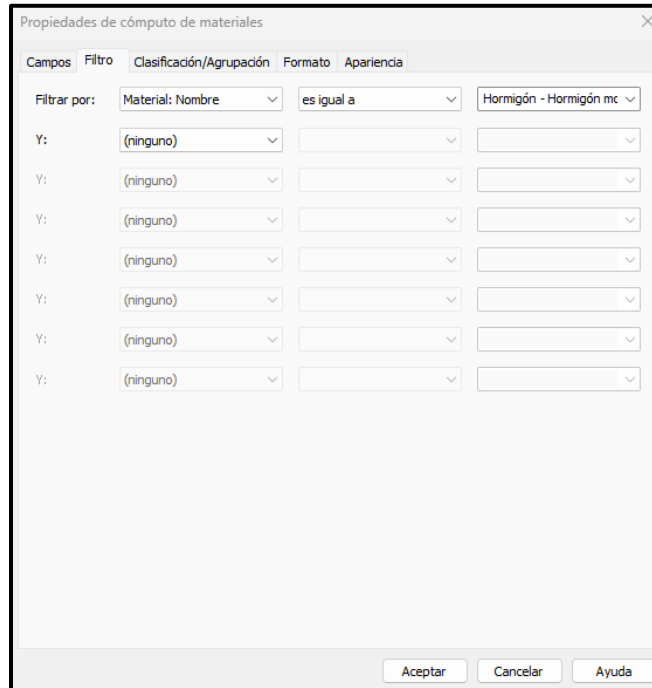 Propiedades de cómputo de materiales
Campos Filtro Clasificación/Agrupación Formato Apariencia
Filtrar por: Material: Nombre es igual a Hormigón - Hormigón mc
Y: (ninguno)
Y: (ninguno)
Y: (ninguno)
Y: (ninguno)
Y: (ninguno)
Y: (ninguno)
Y: (ninguno)
Aceptar Cancelar Ayuda